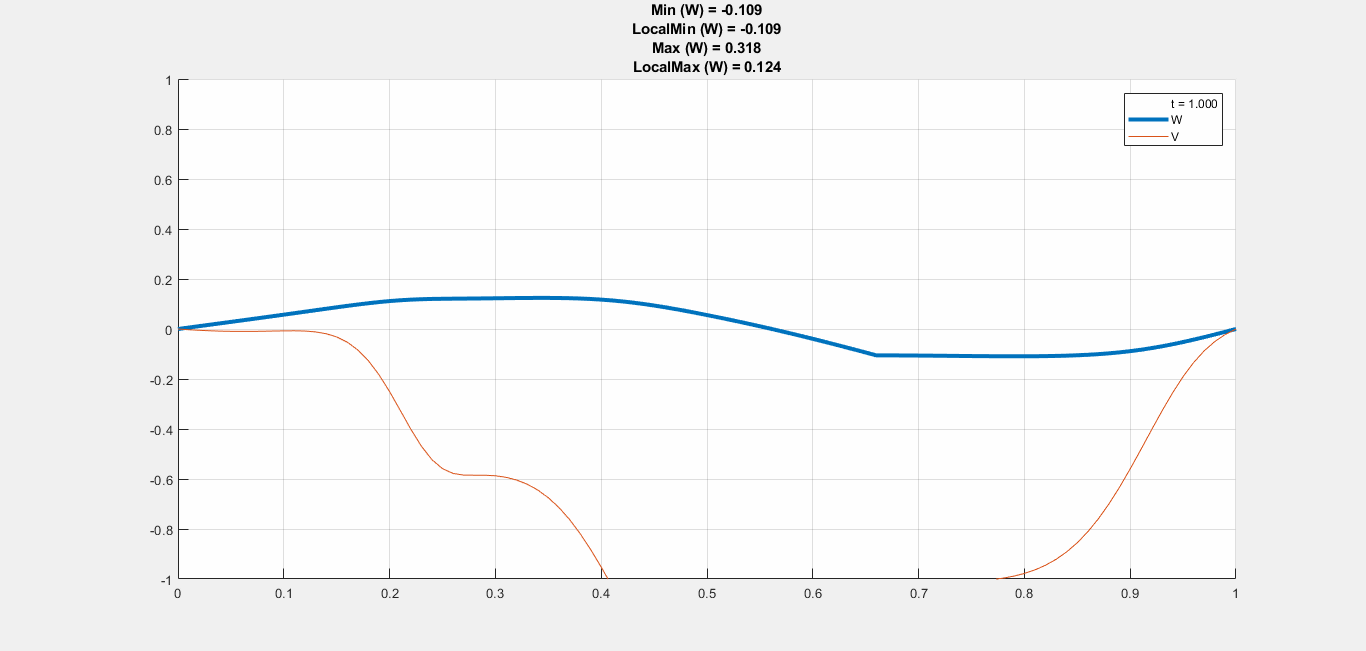 Min (W) = -0.109
LocalMin (W) = -0.109
Max (W) = 0.318
LocalMax (W) = 0.124
t = 1.000
W
V
1
0.8
0.6
0.4
0.2
0
-0.2
-0.4
-0.6
-0.8
-1
0 0.1 0.2 0.3 0.4 0.5 0.6 0.7 0.8 0.9 1